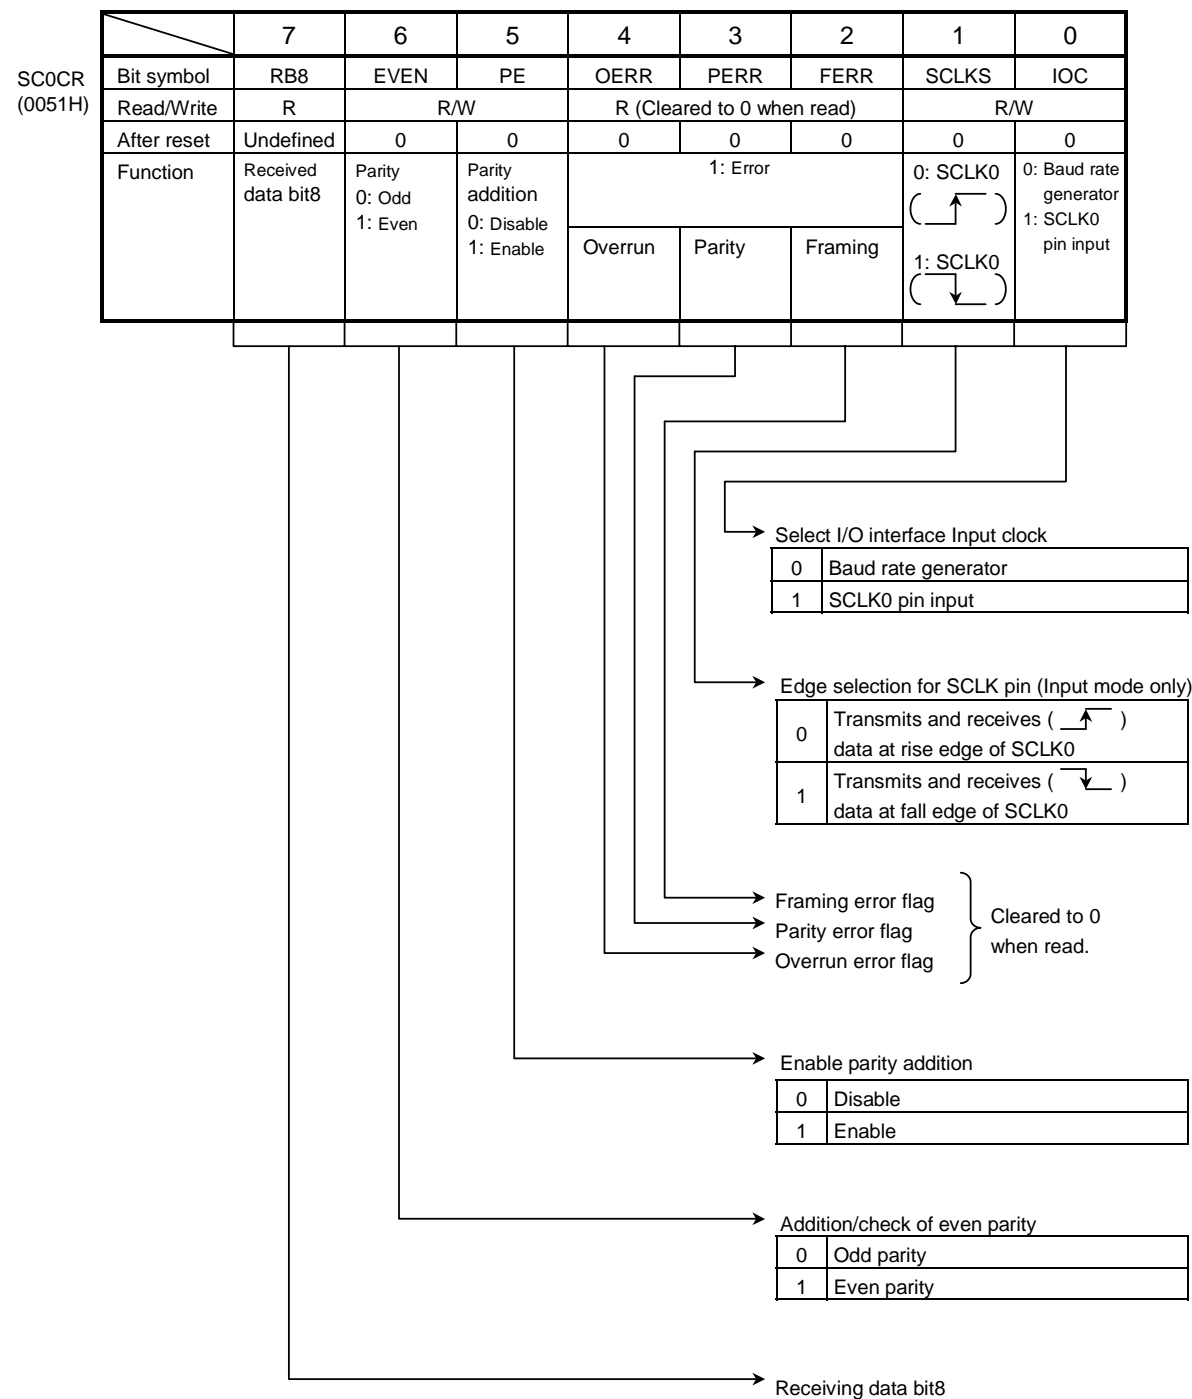 7 6 5 4 3 2 1 0
SC0CR
(0051H)
Bit symbol RB8 EVEN PE OERR PERR FERR SCLKS IOC
Read/Write R R/W R (Cleared to 0 when read) R/W
After reset Undefined 0 0 0 0 0 0 0
Function
Received
data bit8
Parity
0: Odd
1: Even
Parity
addition
0: Disable
1: Enable
1: Error
Overrun Parity Framing
0: SCLK0
( )
1: SCLK0
( )
0: Baud rate
generator
1: SCLK0
pin input
Select I/O interface Input clock
0 Baud rate generator
1 SCLK0 pin input
Edge selection for SCLK pin (Input mode only)
0 Transmits and receives ( )
data at rise edge of SCLK0
1 Transmits and receives ( )
data at fall edge of SCLK0
Framing error flag
Parity error flag
Overrun error flag
Cleared to 0
when read.
Enable parity addition
0 Disable
1 Enable
Addition/check of even parity
0 Odd parity
1 Even parity
Receiving data bit8